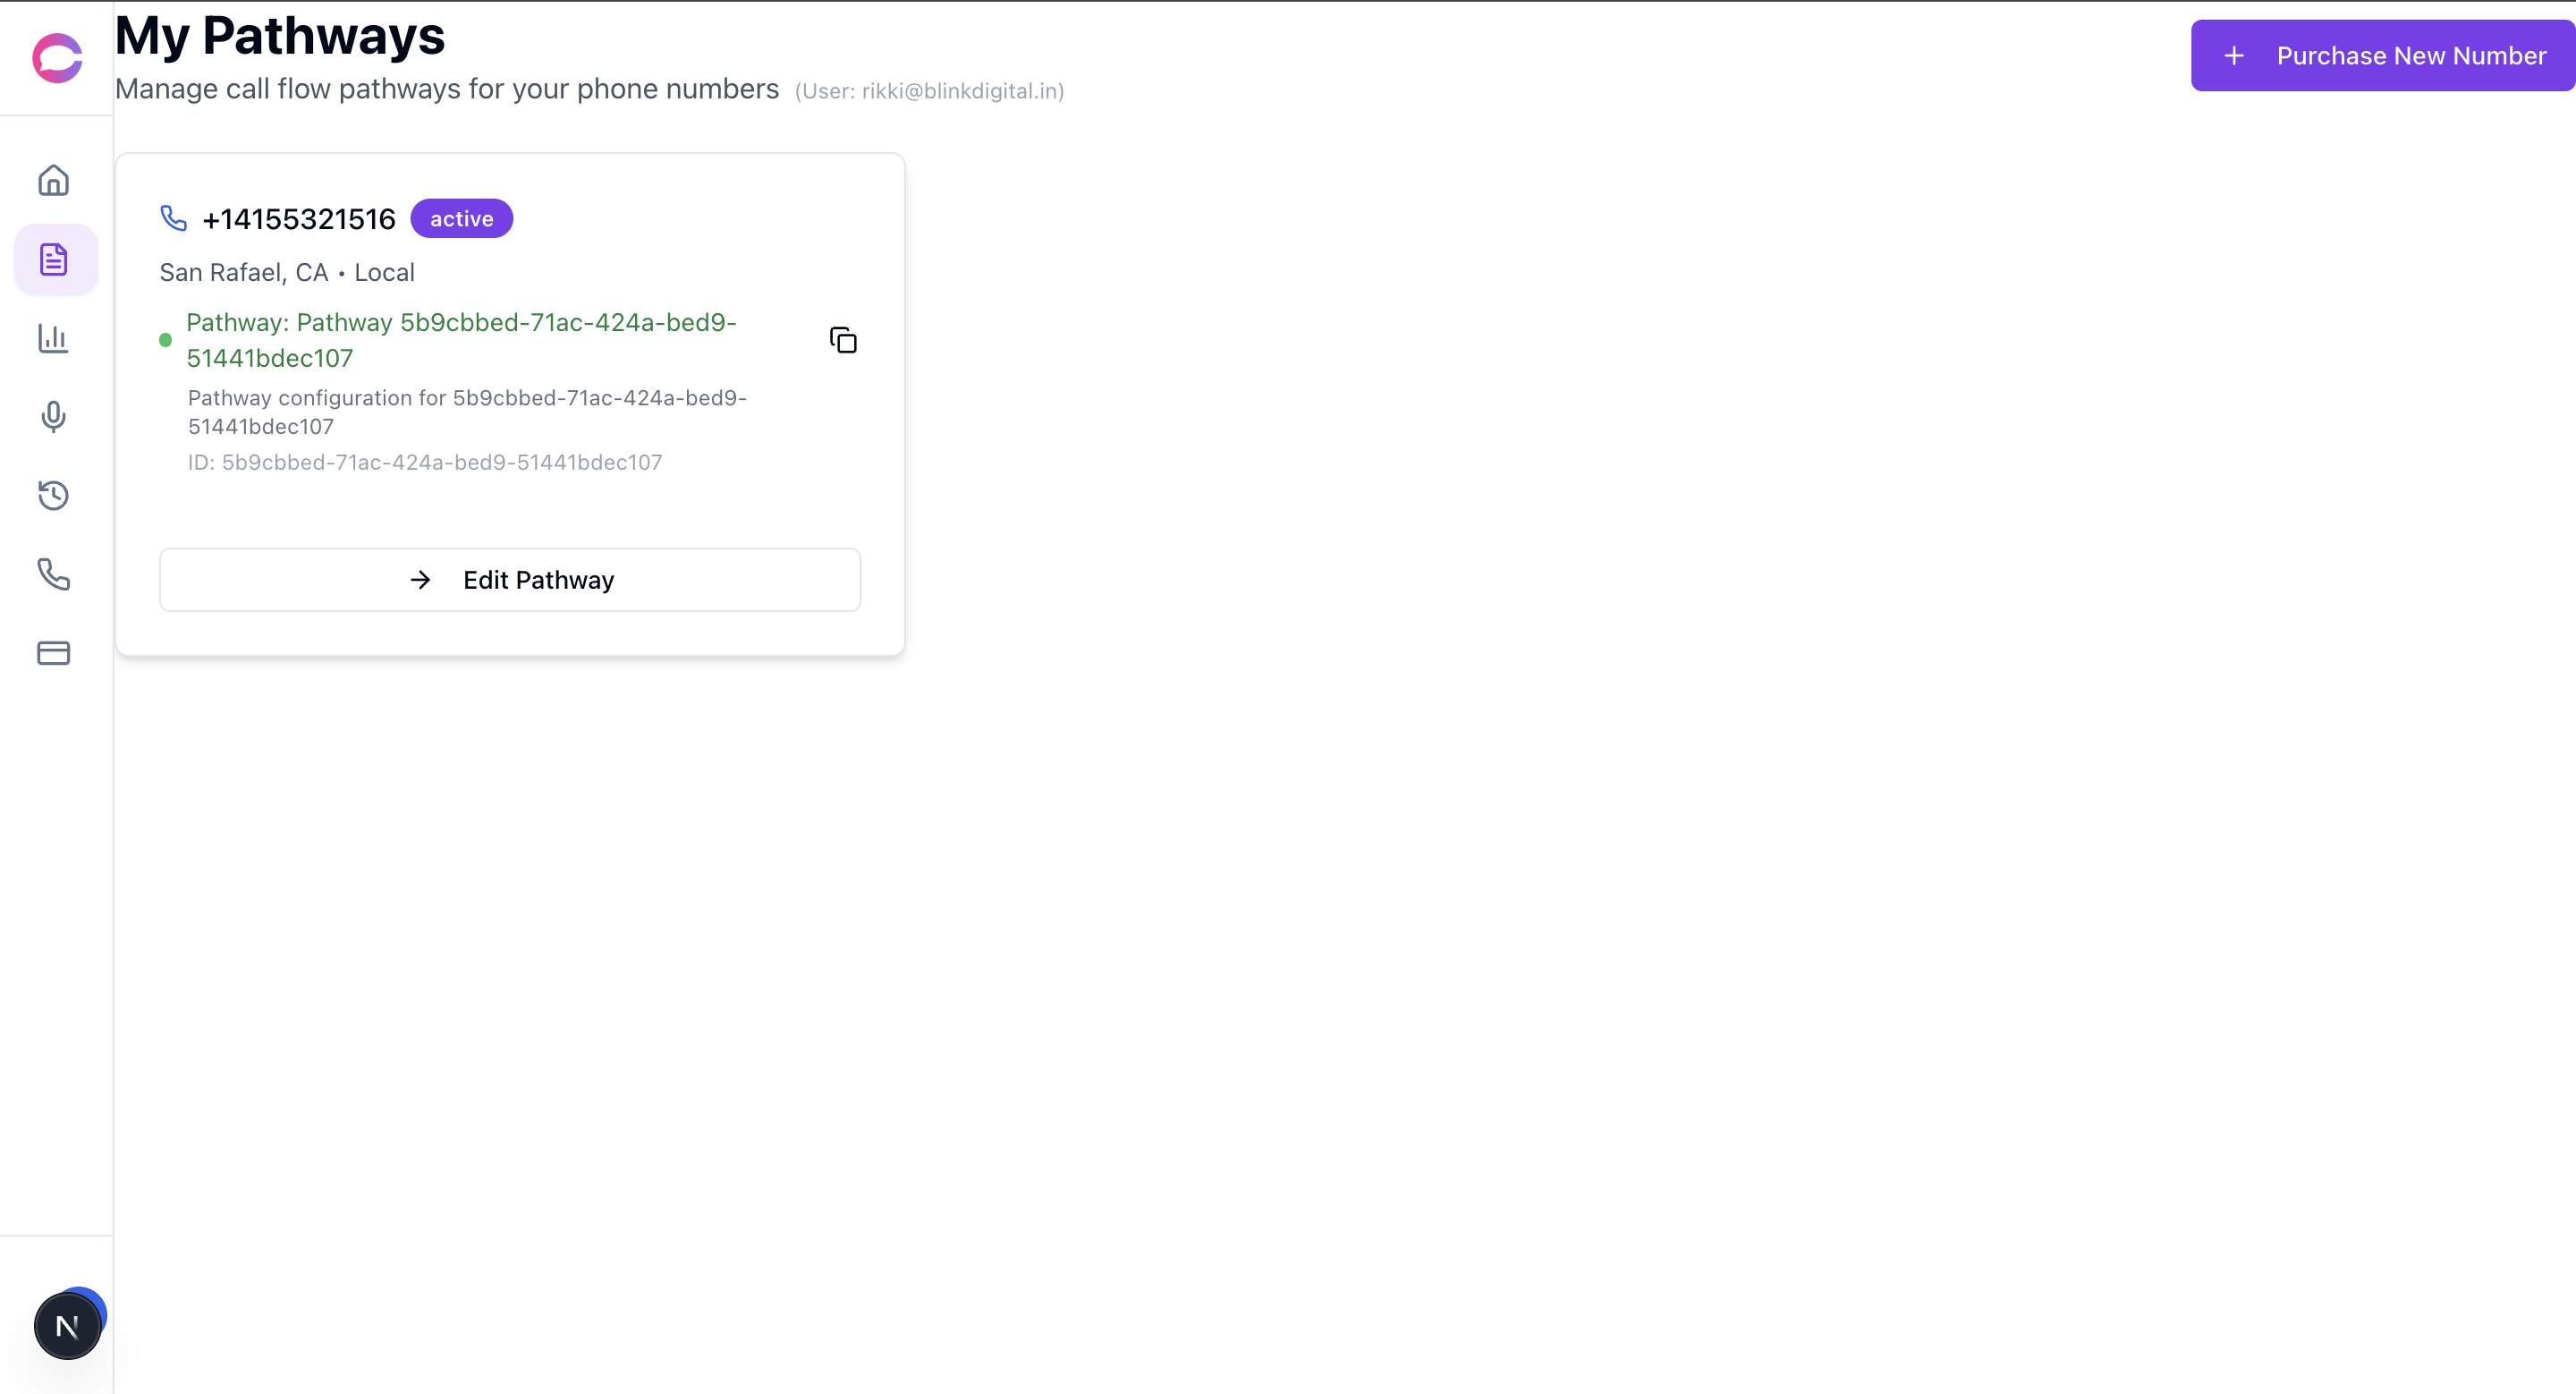 My Pathways
Manage call flow pathways for your phone numbers (User: rikki@blinkdigital.in)
+ Purchase New Number
+14155321516 active
San Rafael, CA • Local
Pathway: Pathway 5b9cbbed-71ac-424a-bed9-
51441bdec107
Pathway configuration for 5b9cbbed-71ac-424a-bed9-
51441bdec107
ID: 5b9cbbed-71ac-424a-bed9-51441bdec107
→ Edit Pathway
N